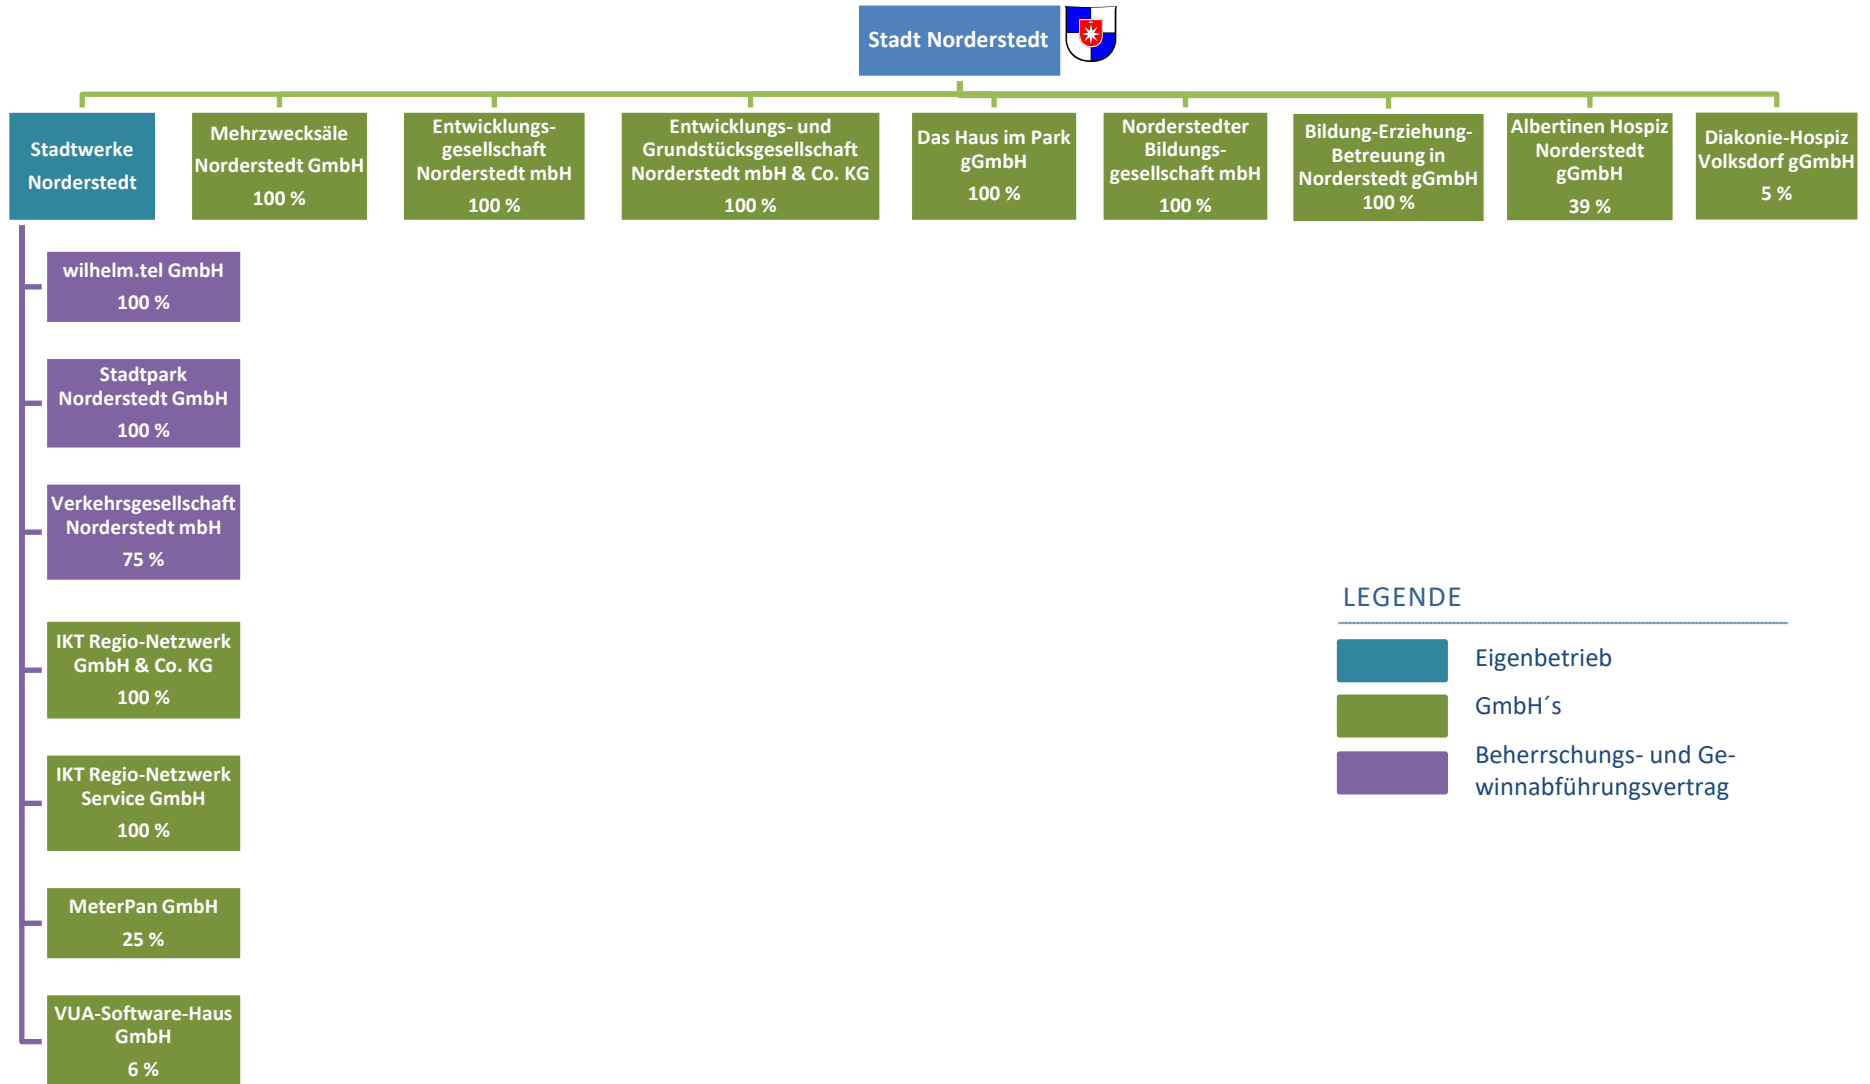 Stadt Norderstedt
Stadtwerke
Norderstedt
Mehrzwecksäle
Norderstedt GmbH
100 %
Entwicklungs-
gesellschaft
Norderstedt mbH
100 %
Entwicklungs- und
Grundstücksgesellschaft
Norderstedt mbH & Co. KG
100 %
Das Haus im Park
gGmbH
100 %
Norderstedter
Bildungs-
gesellschaft mbH
100 %
Bildung-Erziehung-
Betreuung in
Norderstedt gGmbH
100 %
Albertinen Hospiz
Norderstedt
gGmbH
39 %
Diakonie-Hospiz
Volksdorf gGmbH
5 %
wilhelm.tel GmbH
100 %
Stadtpark
Norderstedt GmbH
100 %
Verkehrsgesellschaft
Norderstedt mbH
75 %
IKT Regio-Netzwerk
GmbH & Co. KG
100 %
IKT Regio-Netzwerk
Service GmbH
100 %
MeterPan GmbH
25 %
VUA-Software-Haus
GmbH
6 %
LEGENDE
Eigenbetrieb
GmbH´s
Beherrschungs- und Ge-
winnabführungsvertrag